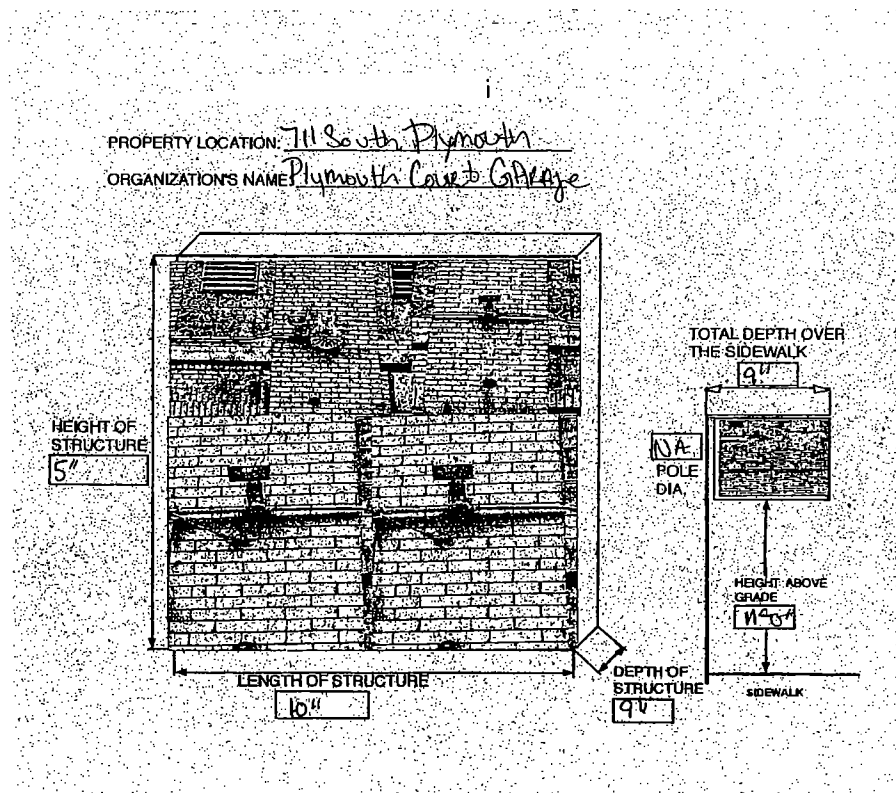 i
PROPERTY LOCATION: 711 South Plymouth
ORGANIZATION'S NAME Plymouth Court GARAge
TOTAL DEPTH OVER
THE SIDEWALK
9"
HEIGHT OF
STRUCTURE
5"
NA
POLE
DIA,
HEIGHT ABOVE
GRADE
LENGTH OF STRUCTURE
10"
DEPTH OF
STRUCTURE
9"
SIDEWALK